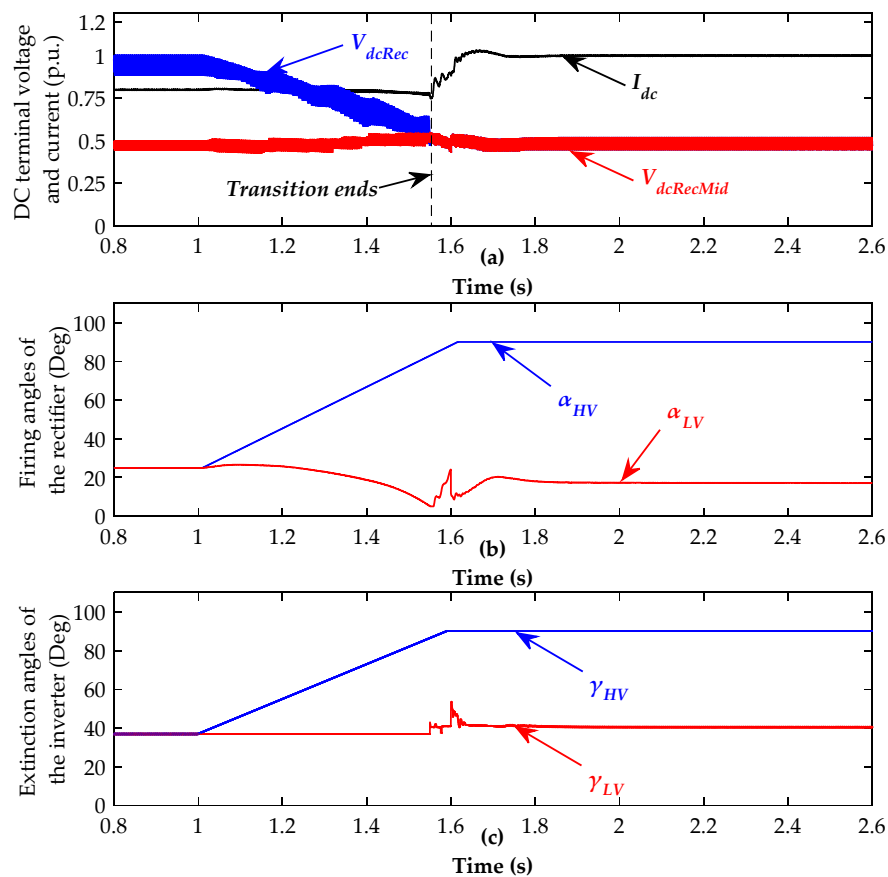 DC terminal voltage
and current (p.u.)
1.2
1
0.75
0.5
0.25
0
V_dcRec
I_dc
V_dcRecMid
Transition ends
0.8 1 1.2 1.4 1.6 1.8 2 2.2 2.4 2.6
(a)
Time (s)
Firing angles of
the rectifier (Deg)
100
80
60
40
20
0
α_HV
α_LV
0.8 1 1.2 1.4 1.6 1.8 2 2.2 2.4 2.6
(b)
Time (s)
Extinction angles of
the inverter (Deg)
100
80
60
40
20
0
γ_HV
γ_LV
0.8 1 1.2 1.4 1.6 1.8 2 2.2 2.4 2.6
(c)
Time (s)